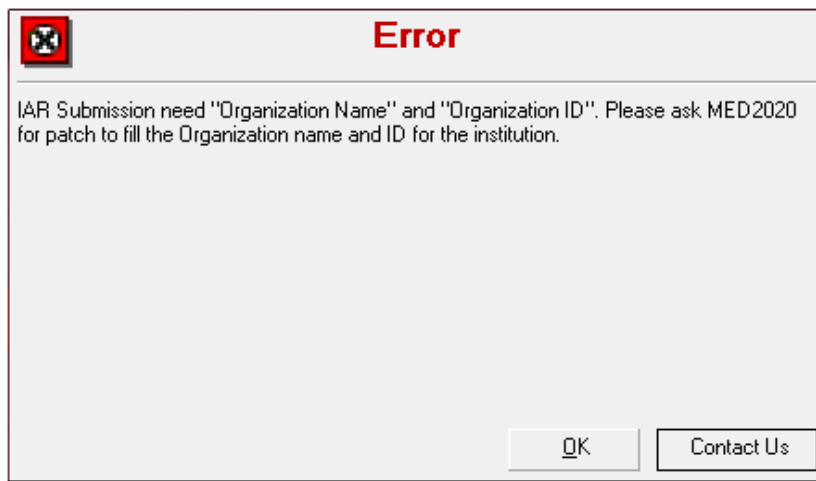 Error
IAR Submission need "Organization Name" and "Organization ID". Please ask MED2020
for patch to fill the Organization name and ID for the institution.
OK
Contact Us